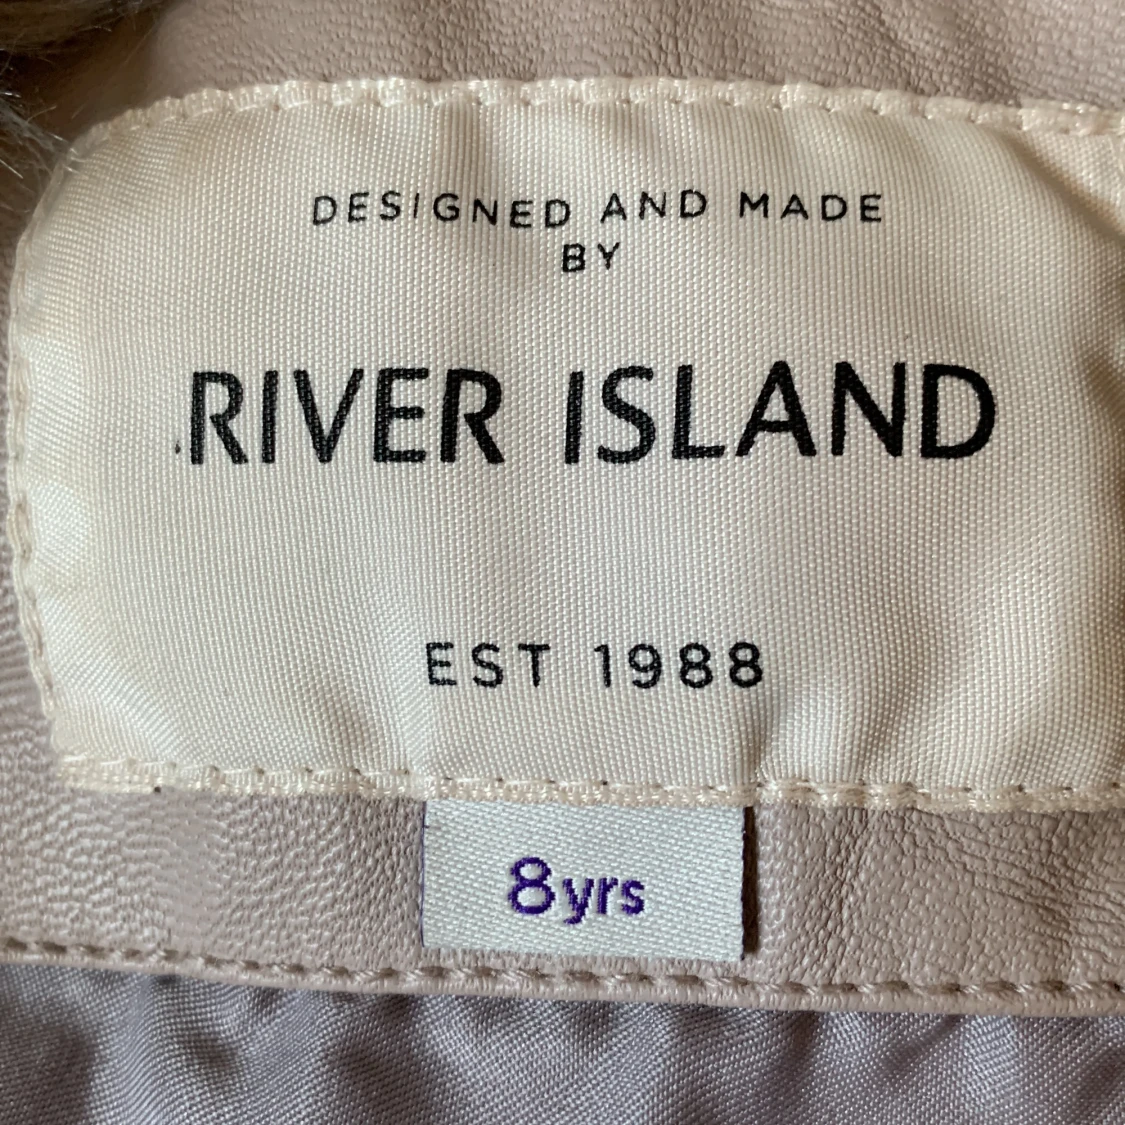 DESIGNED AND MADE
BY
RIVER ISLAND
EST 1988
8yrs